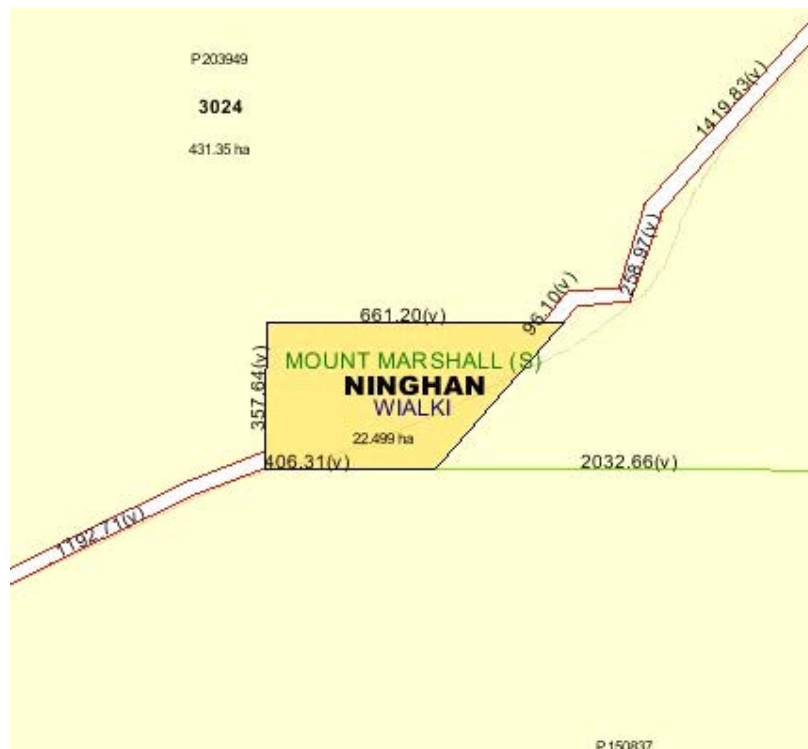 P203949
3024
431.35 ha
1419.83(v)
258.97(v)
96.10(v)
661.20(v)
357.64(v)
MOUNT MARSHALL (S)
NINGHAN
WIALKI
22.499 ha
406.31(v)
2032.66(v)
1192.71(v)
P150837